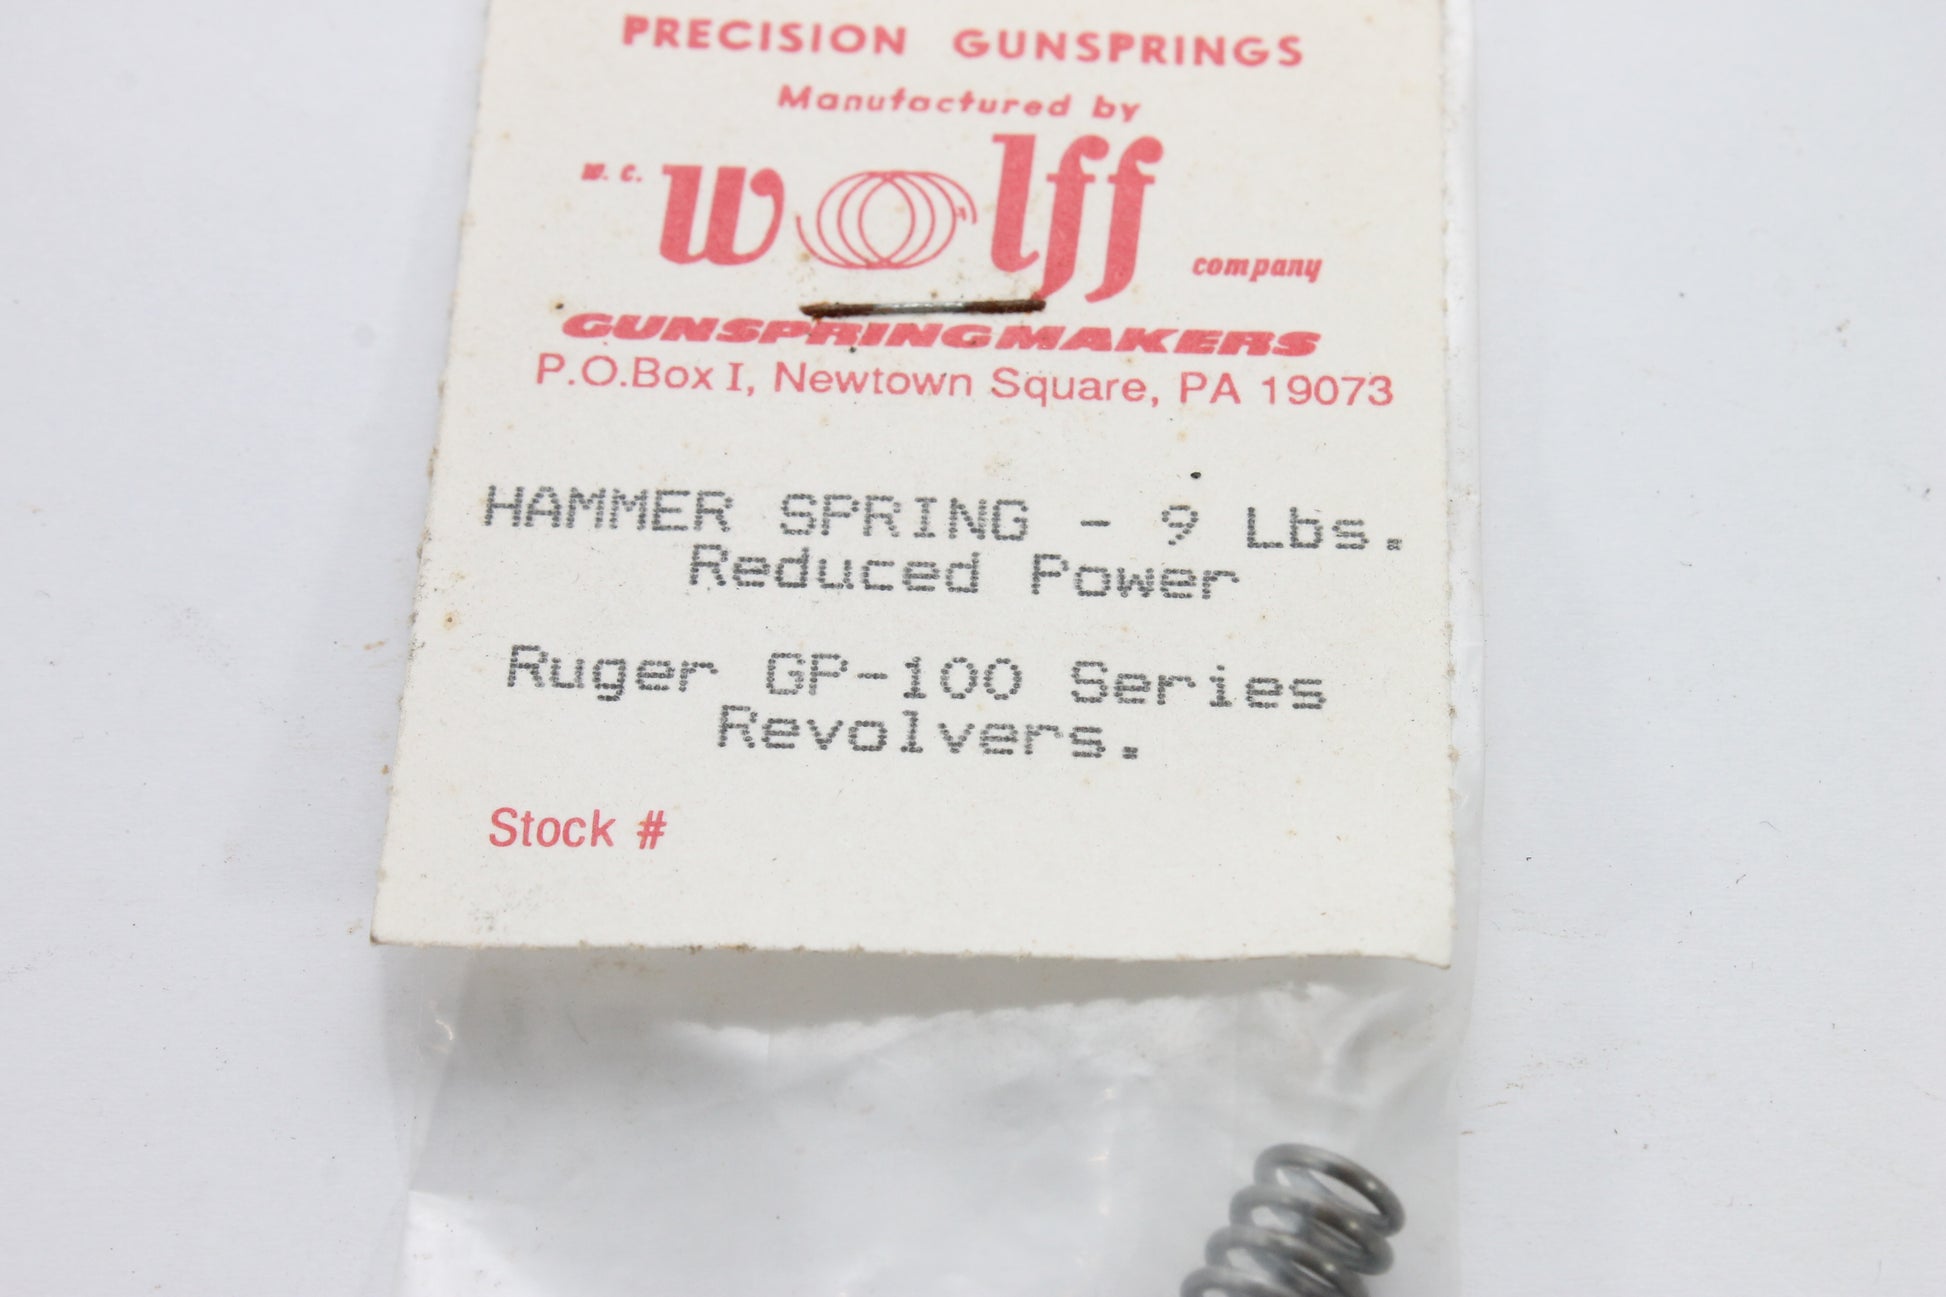 PRECISION GUNSPRINGS
Manufactured by
W. C. Wolff company
GUNSPRINGMAKERS
P.O.Box I, Newtown Square, PA 19073
HAMMER SPRING - 9 Lbs.
Reduced Power
Ruger GP-100 Series
Revolvers.
Stock #